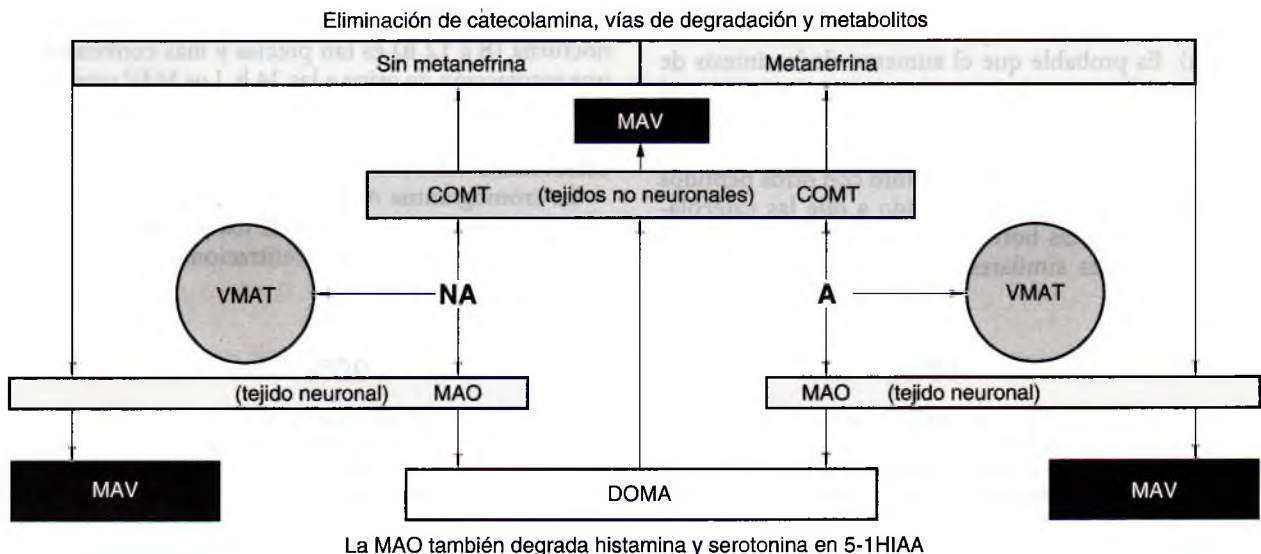 Eliminación de catecolamina, vías de degradación y metabolitos
Sin metanefrina Metanefrina
MAV
COMT (tejidos no neuronales) COMT
VMAT NA A VMAT
(tejido neuronal) MAO MAO (tejido neuronal)
MAV DOMA MAV
La MAO también degrada histamina y serotonina en 5-1HIAA